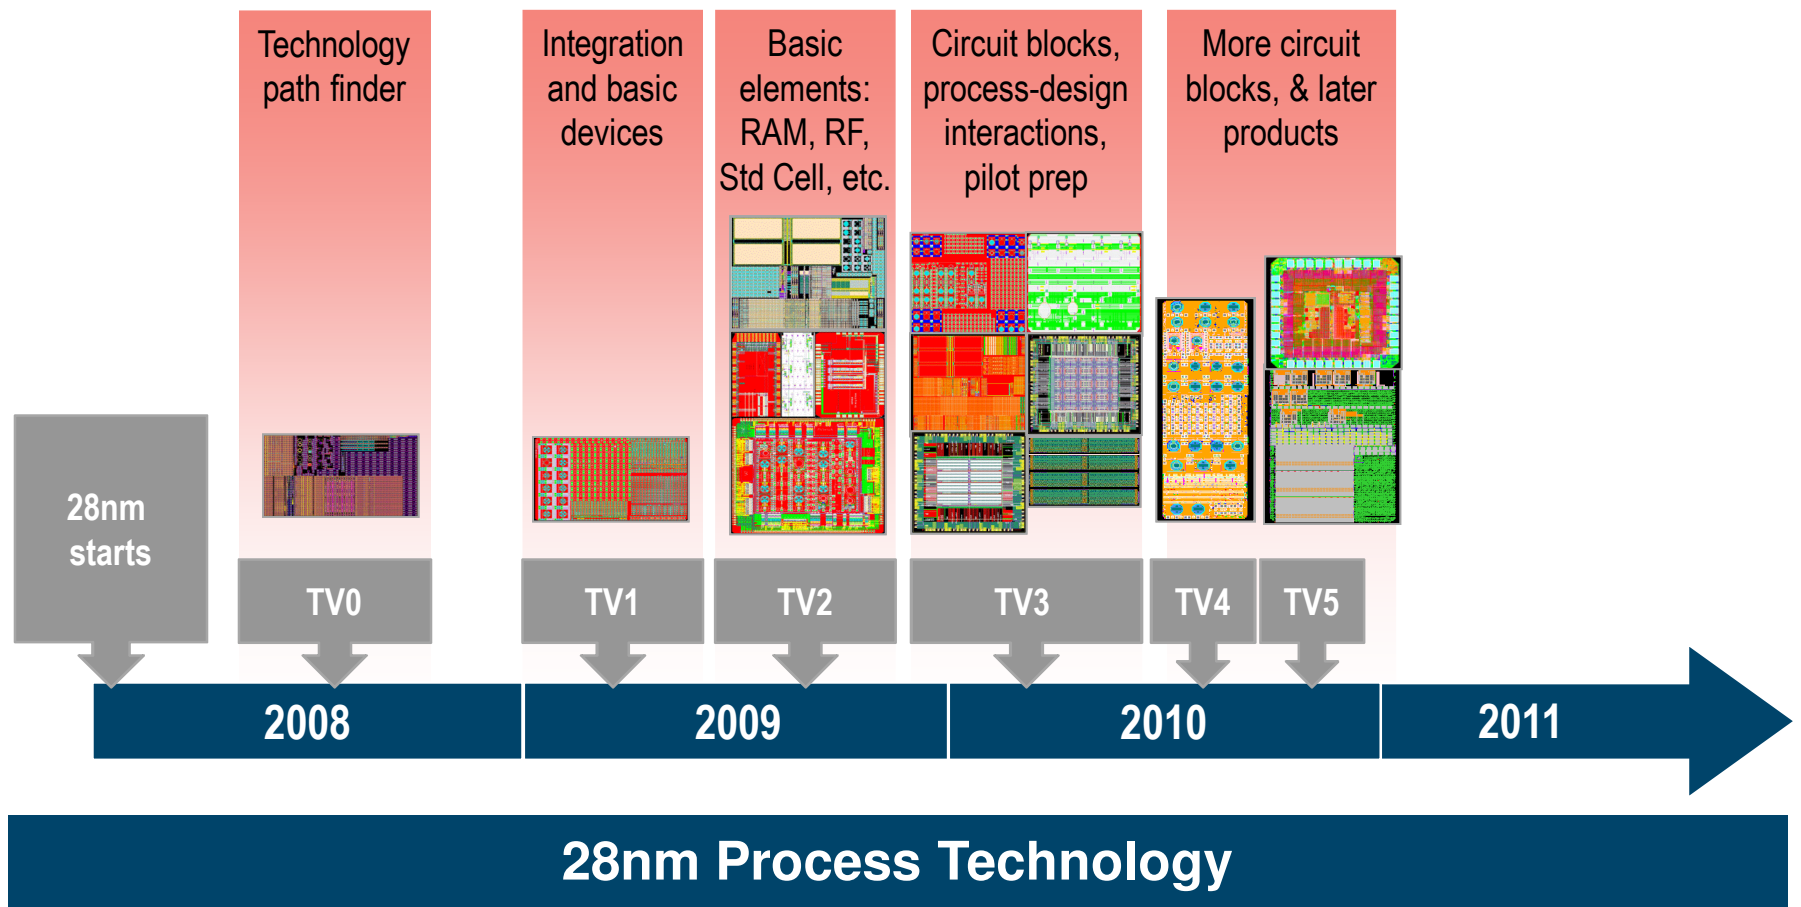 Technology
path finder
Integration
and basic
devices
Basic
elements:
RAM, RF,
Std Cell, etc.
Circuit blocks,
process-design
interactions,
pilot prep
More circuit
blocks, & later
products
28nm
starts
TV0
TV1
TV2
TV3
TV4
TV5
2008
2009
2010
2011
28nm Process Technology